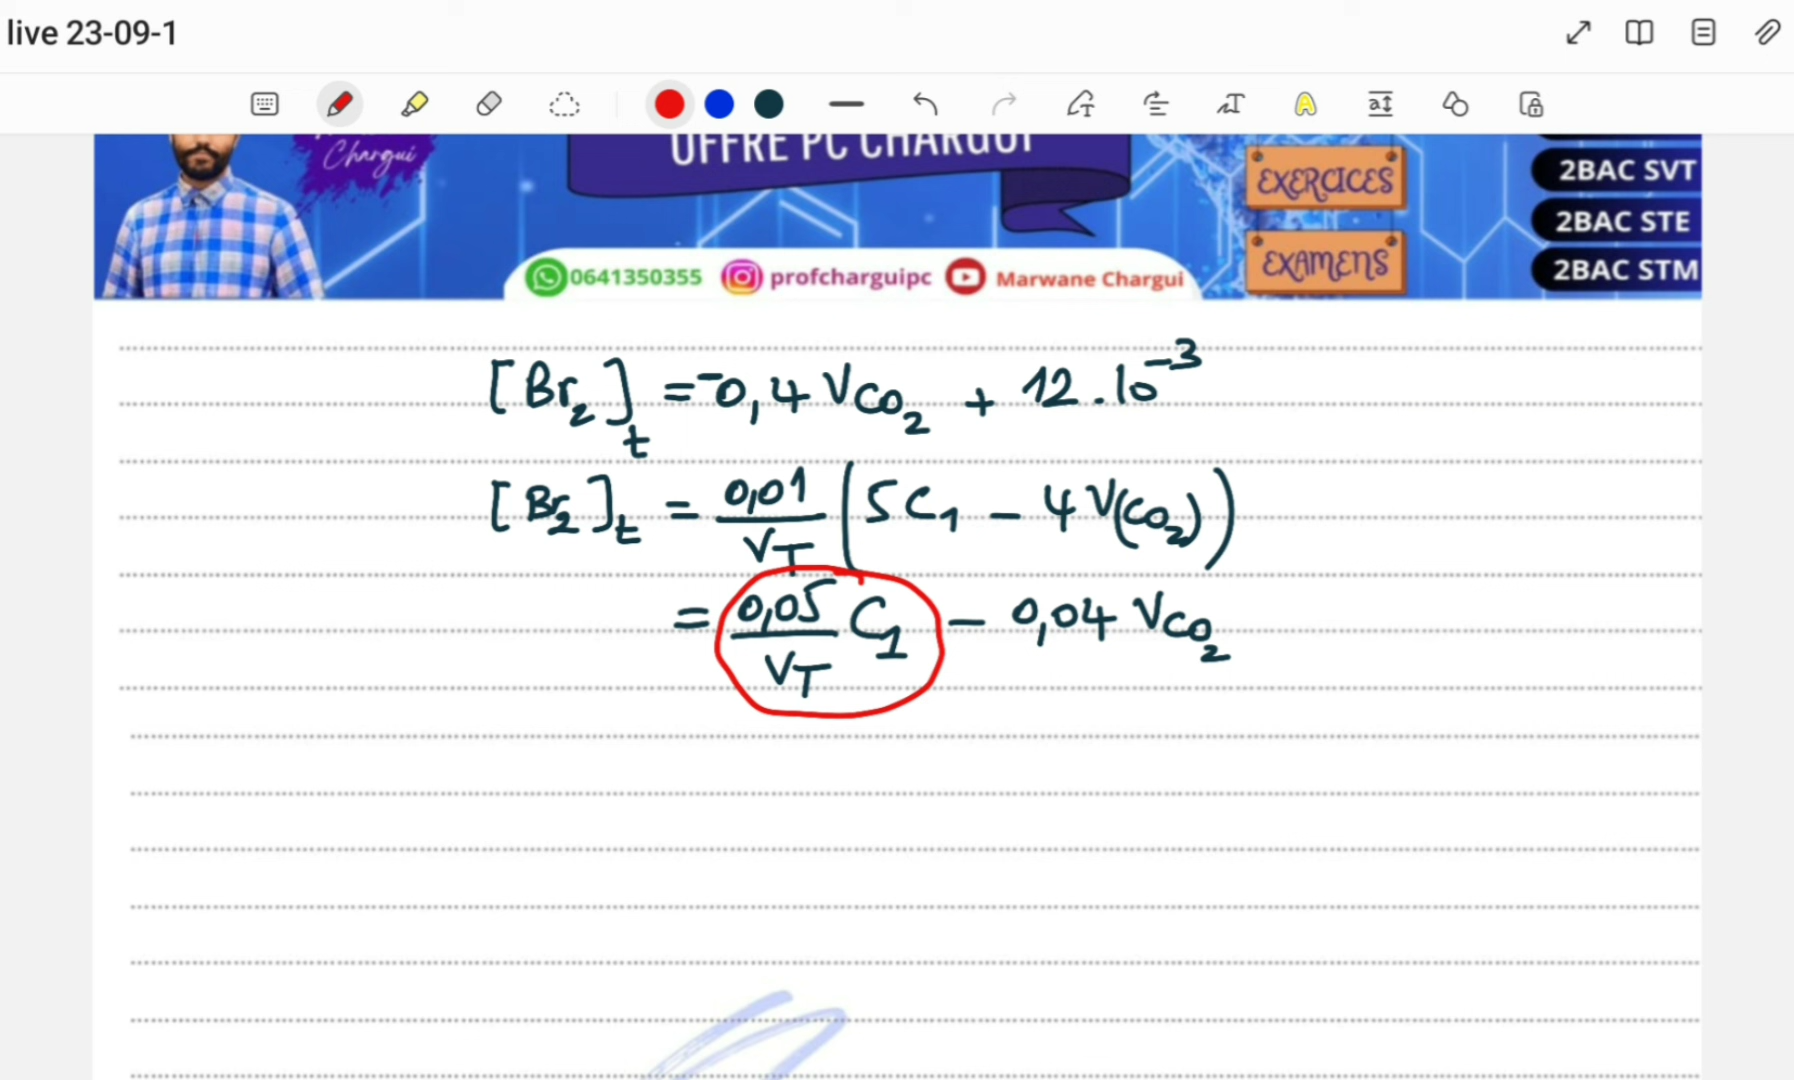 live 23-09-1
Chargui
OFFRE PC CHARGUI
EXERCICES
EXAMENS
2BAC SVT
2BAC STE
2BAC STM
0641350355 profcharguipc Marwane Chargui
[Br₂]t = -0,4 VCO₂ + 12.10⁻³
[Br₂]t = 0,01/VT (5C₁ - 4V(CO₂))
= 0,05/VT C₁ - 0,04 VCO₂